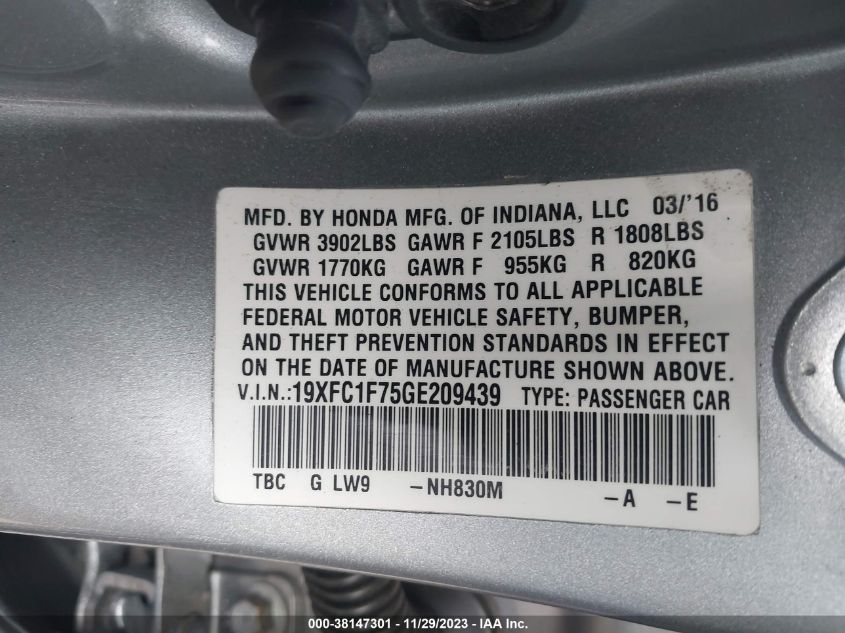 MFD. BY HONDA MFG. OF INDIANA, LLC 03/'16
GVWR 3902LBS GAWR F 2105LBS R 1808LBS
GVWR 1770KG GAWR F 955KG R 820KG
THIS VEHICLE CONFORMS TO ALL APPLICABLE
FEDERAL MOTOR VEHICLE SAFETY, BUMPER,
AND THEFT PREVENTION STANDARDS IN EFFECT
ON THE DATE OF MANUFACTURE SHOWN ABOVE.
V.I.N.:19XFC1F75GE209439 TYPE: PASSENGER CAR
TBC G LW9 -NH830M -A -E
000-38147301 - 11/29/2023 - IAA Inc.